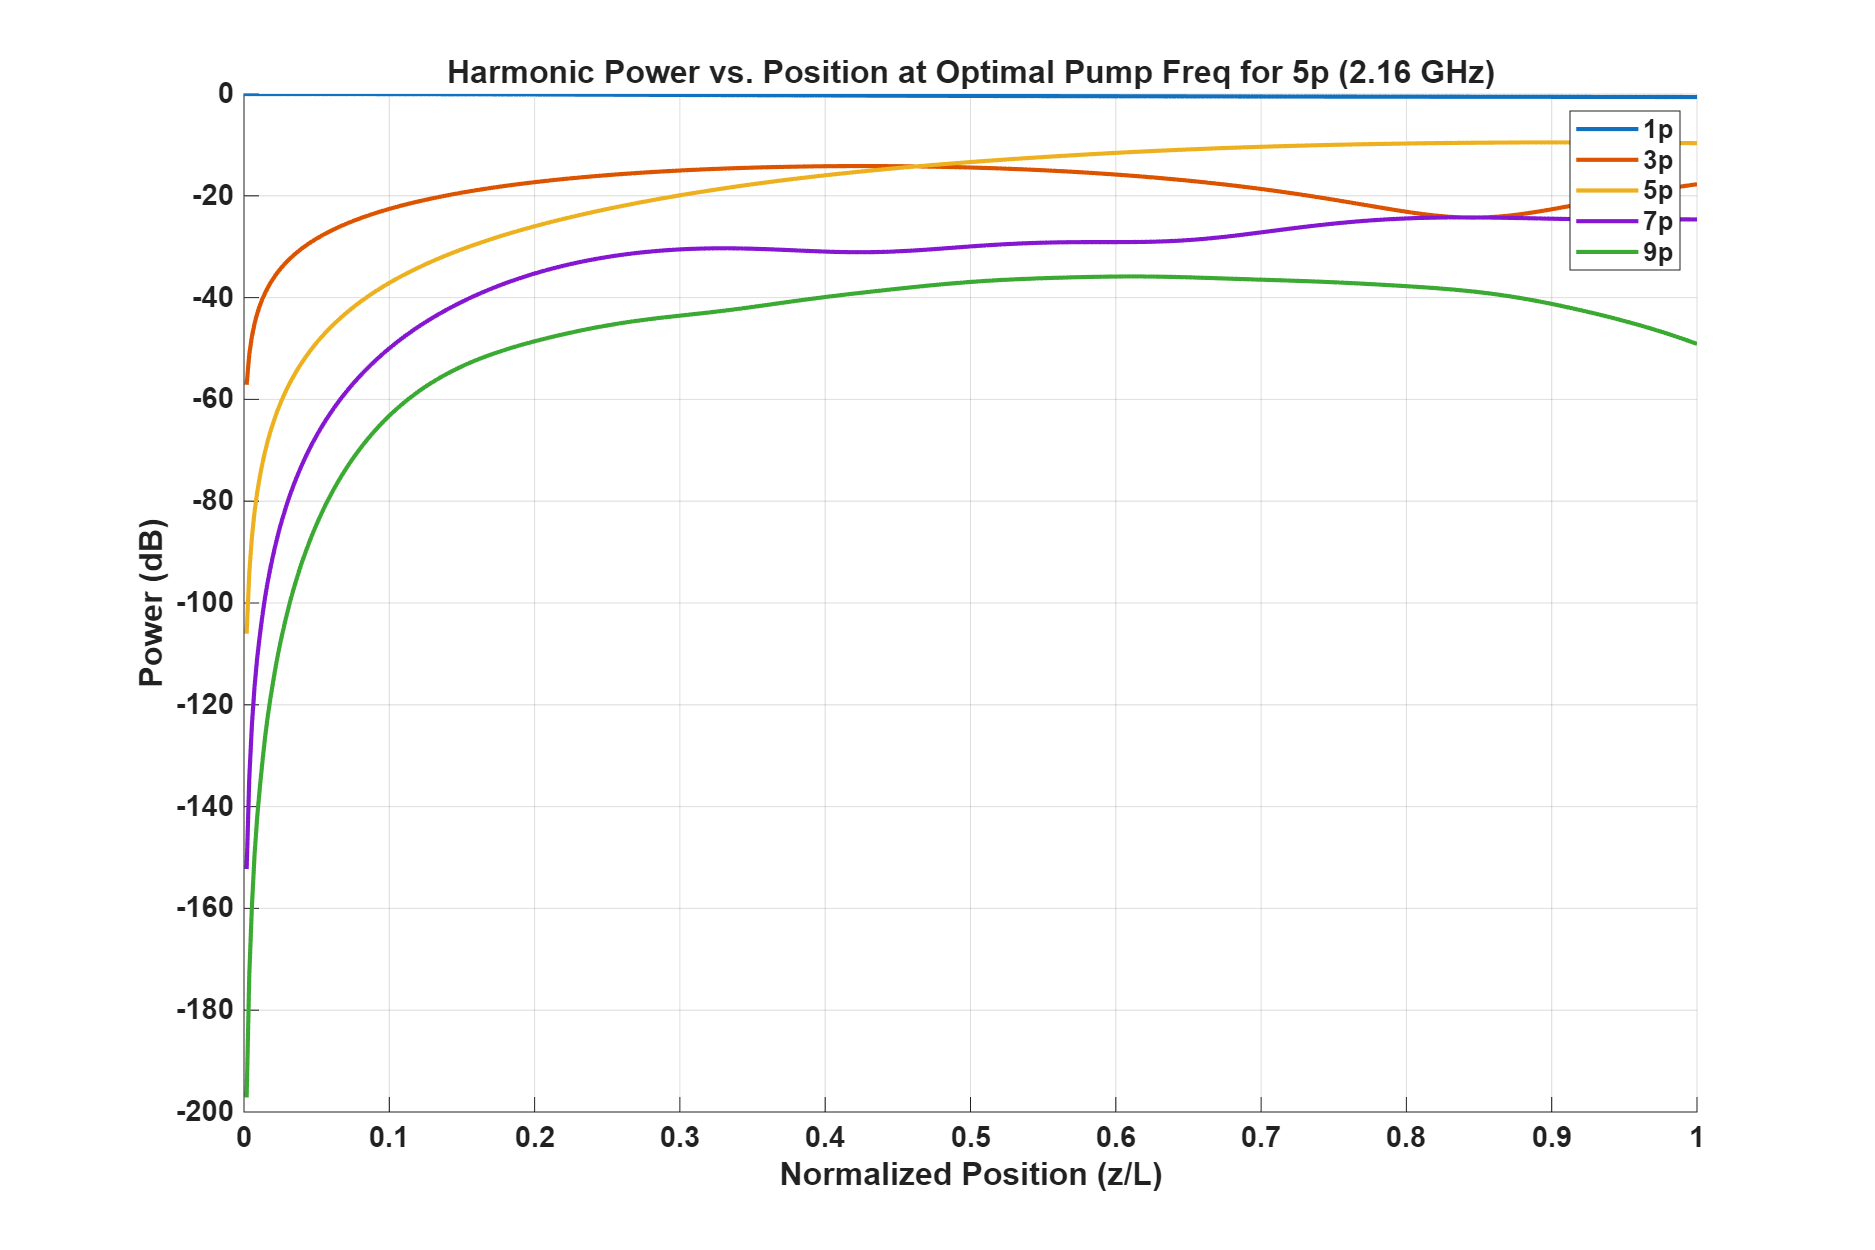 Harmonic Power vs. Position at Optimal Pump Freq for 5p (2.16 GHz)
0
-20
-40
-60
-80
-100
-120
-140
-160
-180
-200
Power (dB)
1p
3p
5p
7p
9p
0 0.1 0.2 0.3 0.4 0.5 0.6 0.7 0.8 0.9 1
Normalized Position (z/L)